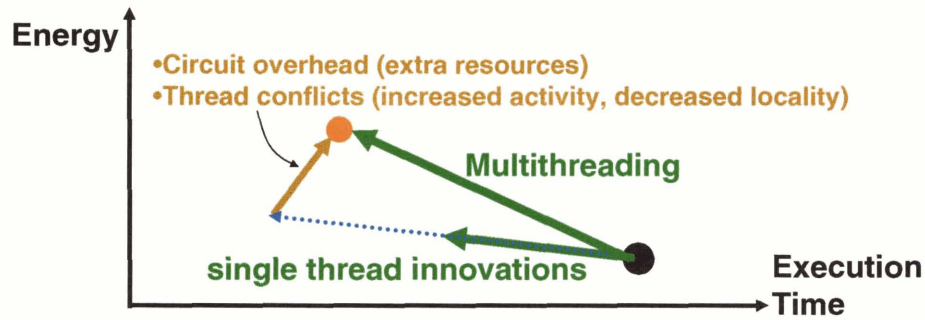 Energy
•Circuit overhead (extra resources)
•Thread conflicts (increased activity, decreased locality)
Multithreading
single thread innovations
Execution
Time